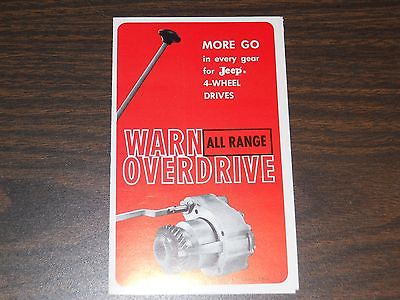 MORE GO
in every gear
for Jeep®
4-WHEEL
DRIVES
WARN ALL RANGE
OVERDRIVE